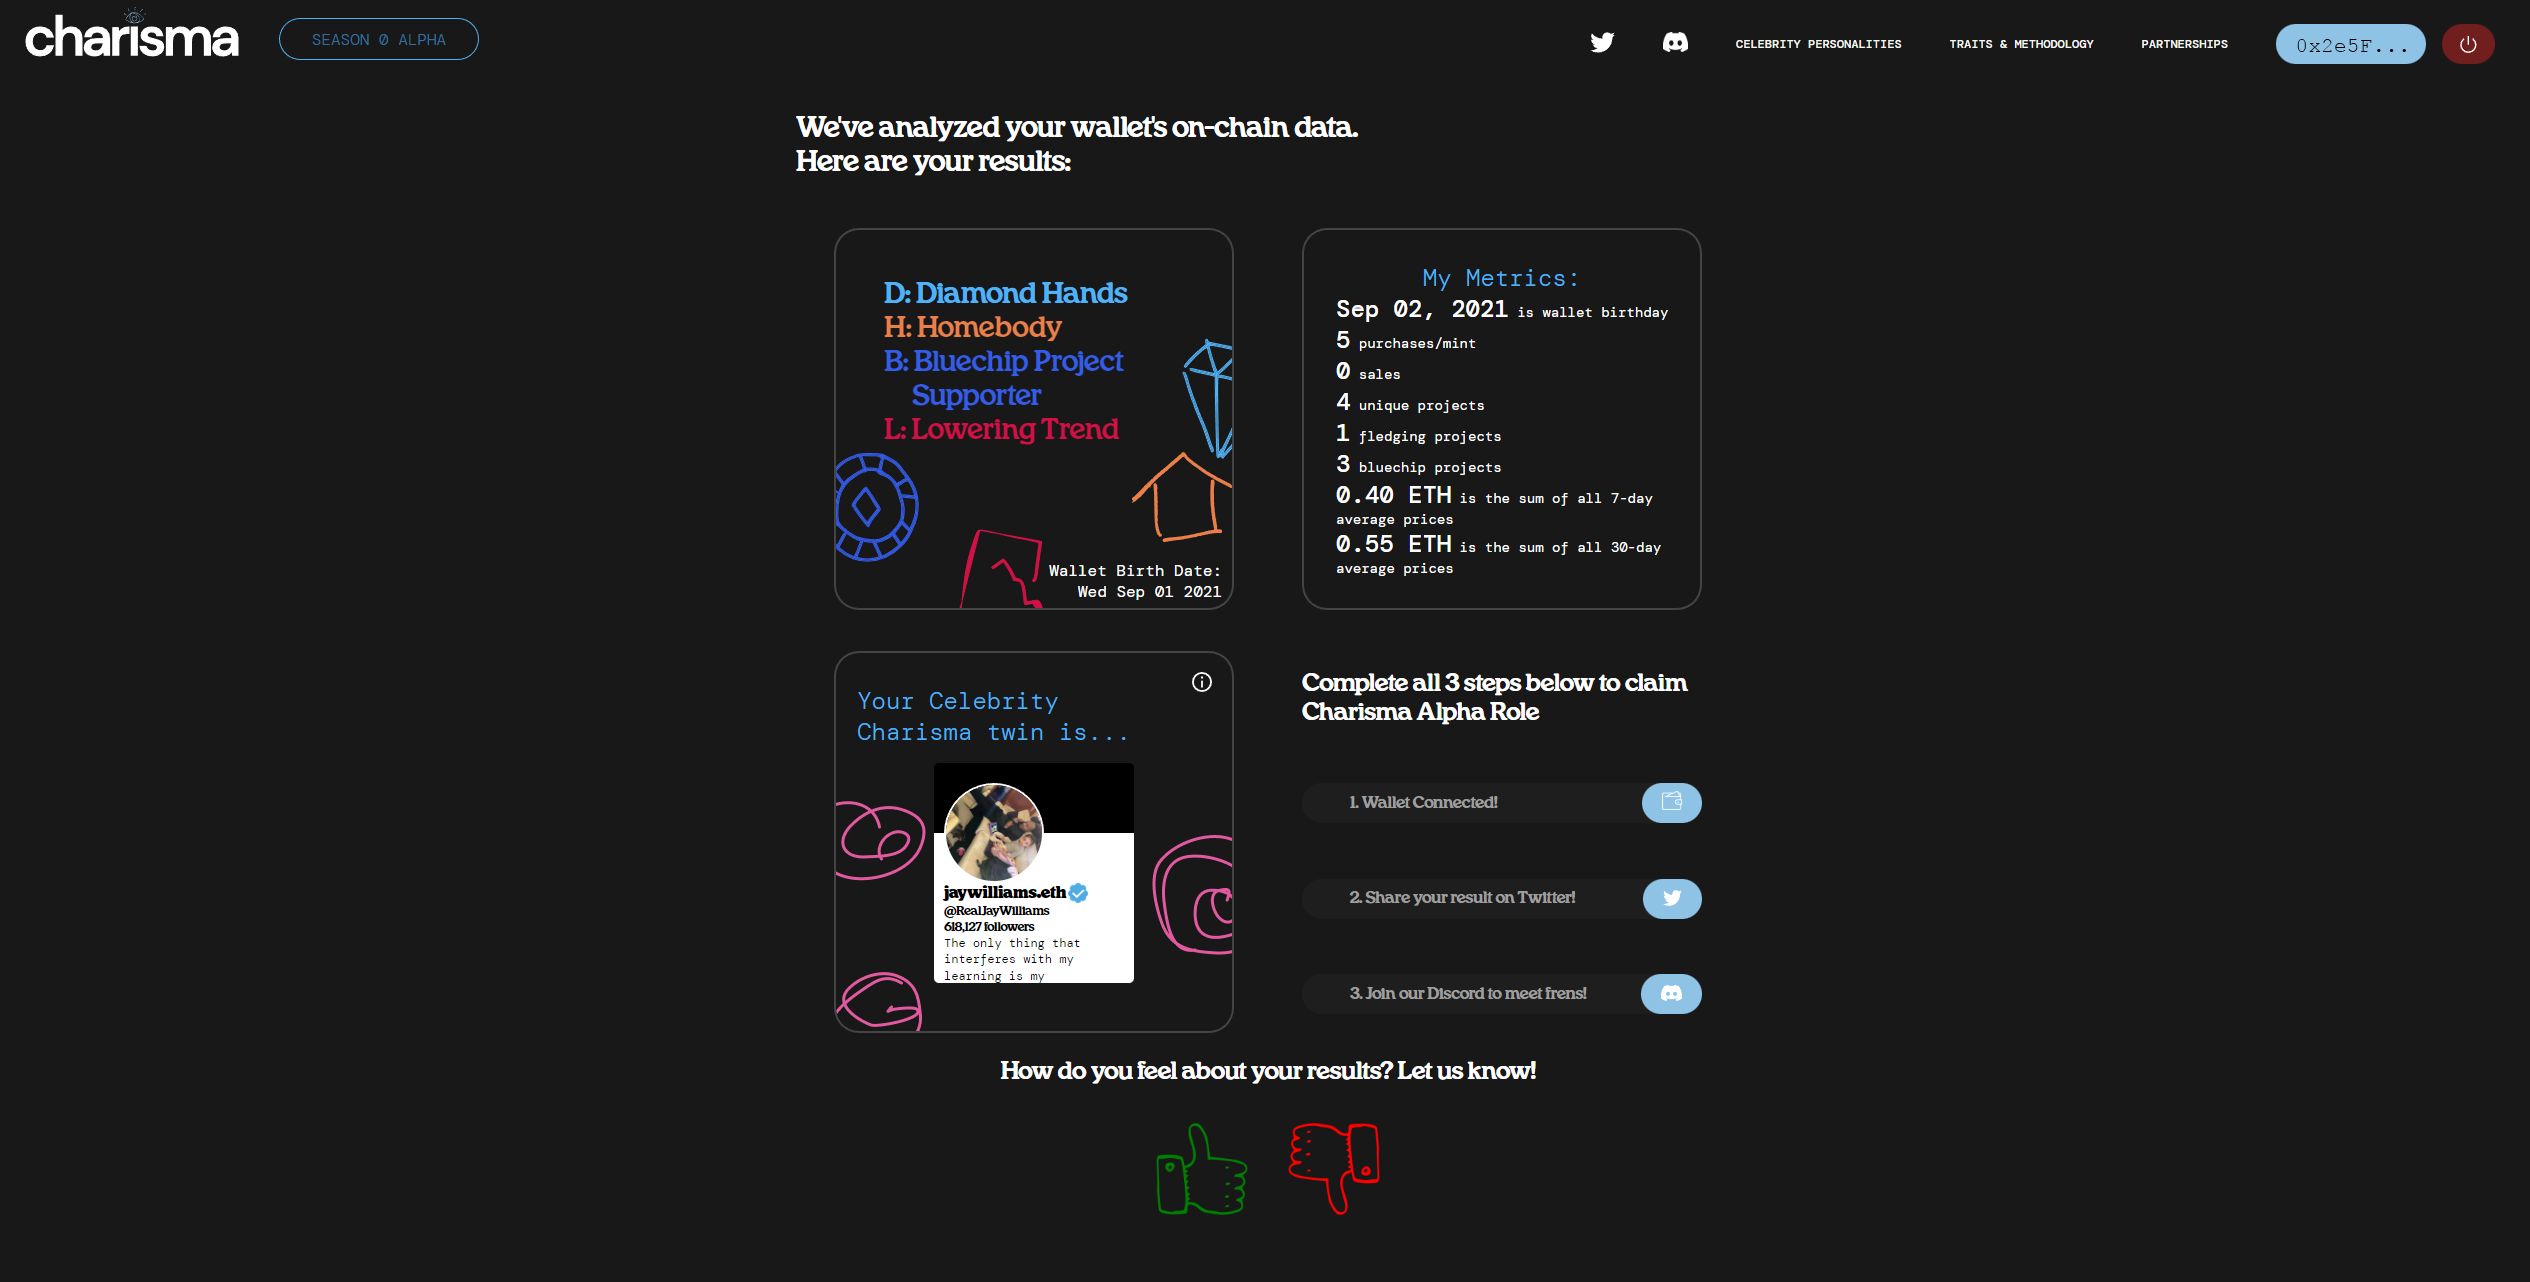 charisma
SEASON 0 ALPHA
CELEBRITY PERSONALITIES
TRAITS & METHODOLOGY
PARTNERSHIPS
0x2e5F...
We've analyzed your wallet's on-chain data.
Here are your results:
D: Diamond Hands
H: Homebody
B: Bluechip Project
Supporter
L: Lowering Trend
Wallet Birth Date:
Wed Sep 01 2021
My Metrics:
Sep 02, 2021 is wallet birthday
5 purchases/mint
0 sales
4 unique projects
1 fledging projects
3 bluechip projects
0.40 ETH is the sum of all 7-day
average prices
0.55 ETH is the sum of all 30-day
average prices
Your Celebrity
Charisma twin is...
jaywilliams.eth
@RealJayWilliams
618,127 followers
The only thing that
interferes with my
learning is my
Complete all 3 steps below to claim
Charisma Alpha Role
1. Wallet Connected!
2. Share your result on Twitter!
3. Join our Discord to meet frens!
How do you feel about your results? Let us know!